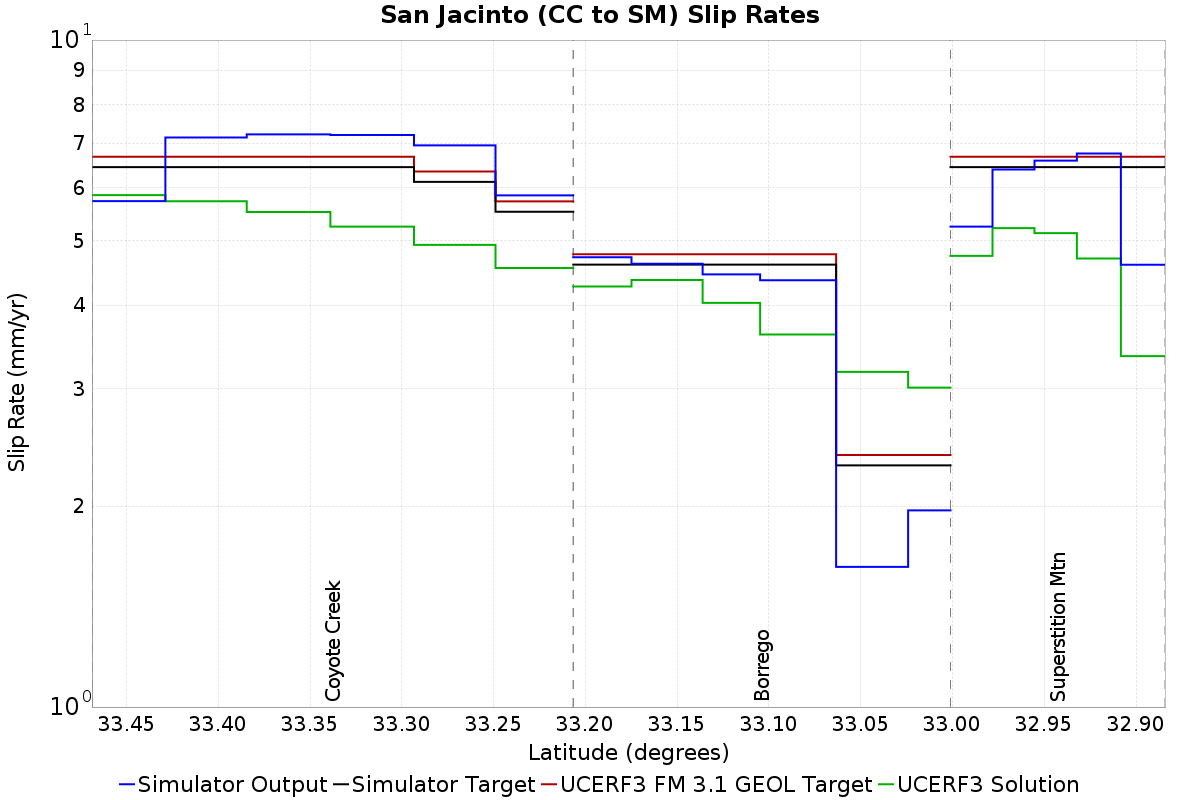 San Jacinto (CC to SM) Slip Rates
10^1
9
8
7
6
5
4
3
2
10^0
Slip Rate (mm/yr)
Coyote Creek
Borrego
Superstition Mtn
33.45 33.40 33.35 33.30 33.25 33.20 33.15 33.10 33.05 33.00 32.95 32.90
Latitude (degrees)
Simulator Output Simulator Target UCERF3 FM 3.1 GEOL Target UCERF3 Solution